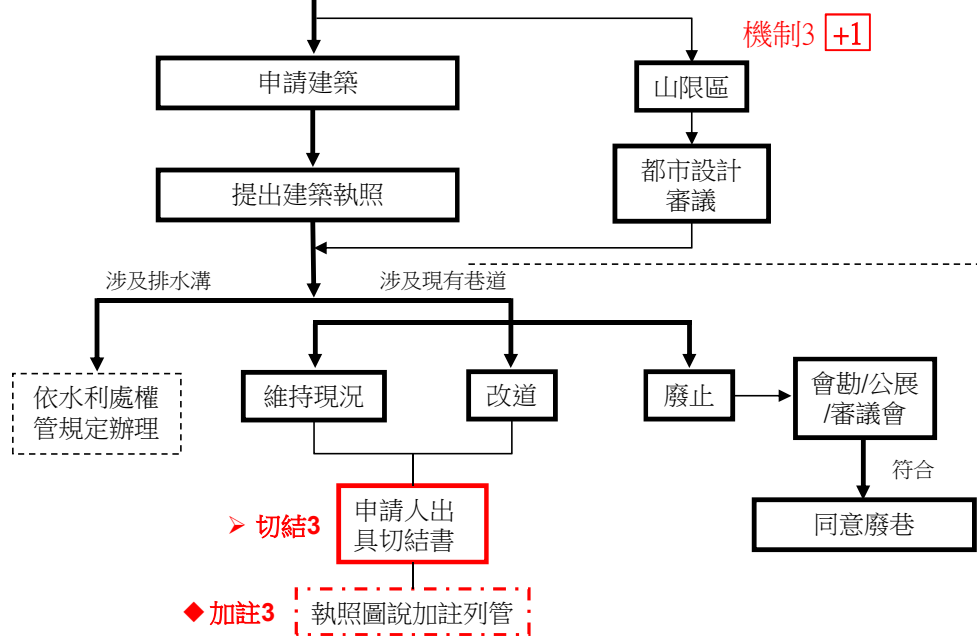 機制3 +1
申請建築
山限區
都市設計
審議
提出建築執照
涉及排水溝
涉及現有巷道
依水利處權
管規定辦理
維持現況
改道
廢止
會勘/公展
/審議會
符合
同意廢巷
➢ 切結3
申請人出
具切結書
◆ 加註3
執照圖說加註列管